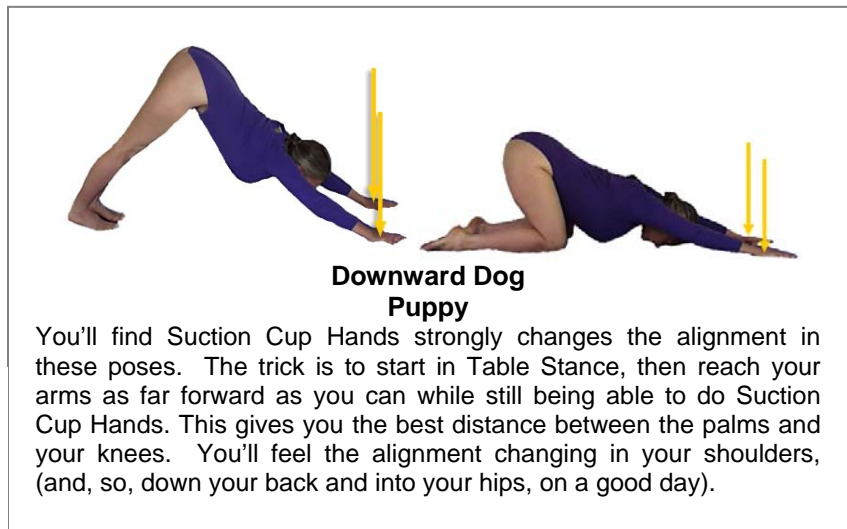 Downward Dog
Puppy
You'll find Suction Cup Hands strongly changes the alignment in
these poses.  The trick is to start in Table Stance, then reach your
arms as far forward as you can while still being able to do Suction
Cup Hands. This gives you the best distance between the palms and
your knees.  You'll feel the alignment changing in your shoulders,
(and, so, down your back and into your hips, on a good day).